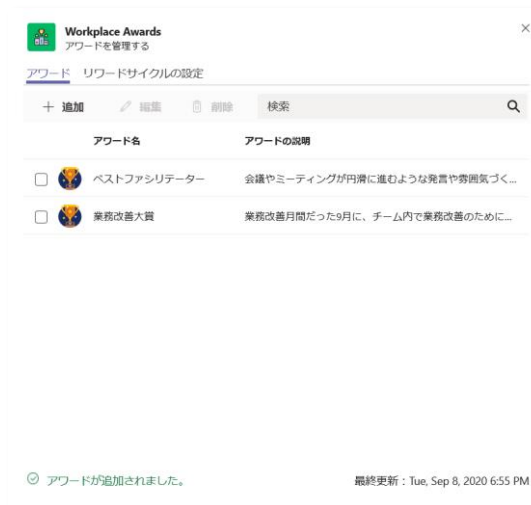 Workplace Awards
アワードを管理する
アワード リワードサイクルの設定
追加 編集 削除 検索
アワード名 アワードの説明
ベストファシリテーター 会議やミーティングが円滑に進むような発言や雰囲気づく...
業務改善大賞 業務改善月間だった9月に、チーム内で業務改善のために...
アワードが追加されました。 最終更新：Tue, Sep 8, 2020 6:55 PM